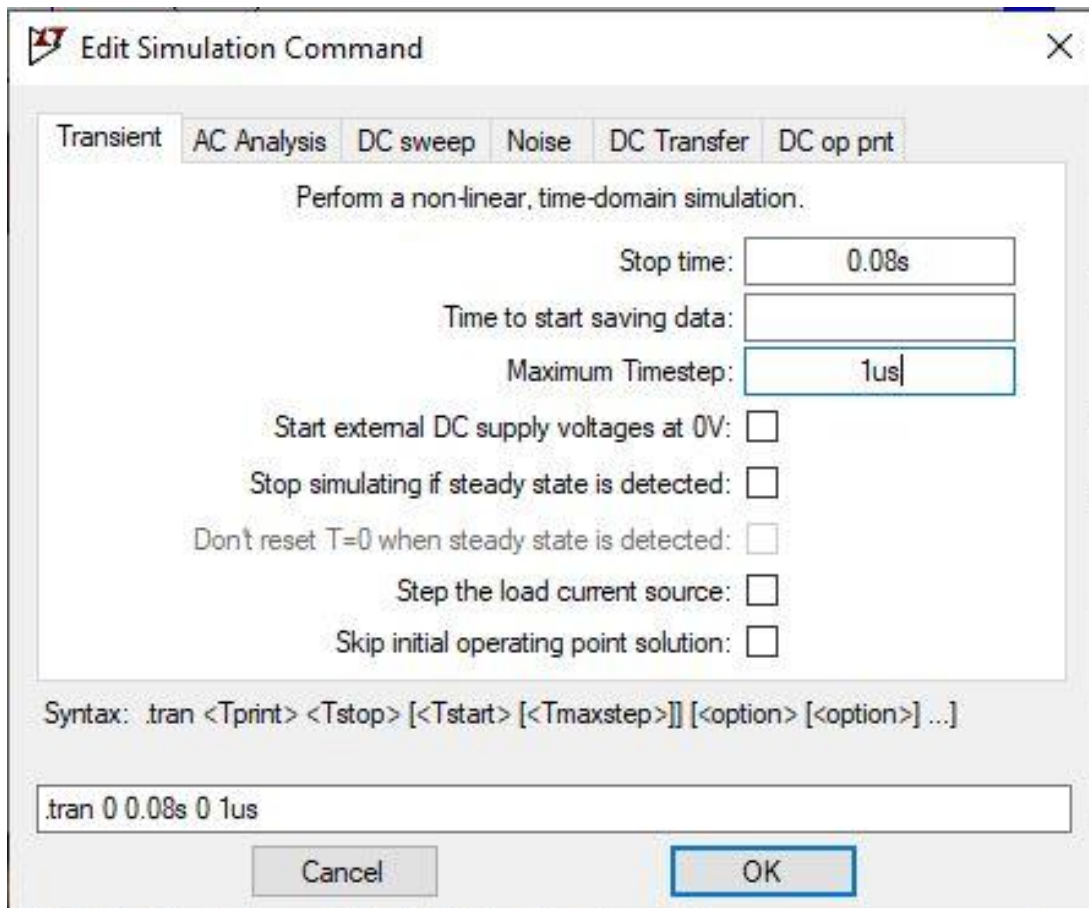 Edit Simulation Command
Transient AC Analysis DC sweep Noise DC Transfer DC op pnt
Perform a non-linear, time-domain simulation.
Stop time: 0.08s
Time to start saving data:
Maximum Timestep: 1us
Start external DC supply voltages at 0V:
Stop simulating if steady state is detected:
Don't reset T=0 when steady state is detected:
Step the load current source:
Skip initial operating point solution:
Syntax: .tran <Tprint> <Tstop> [<Tstart> [<Tmaxstep>]] [<option> [<option>] ...]
.tran 0 0.08s 0 1us
Cancel OK